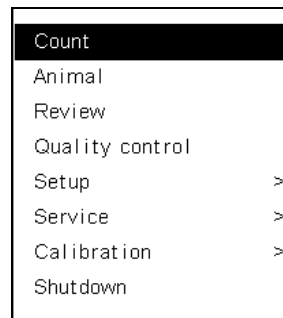 Count
Animal
Review
Quality control
Setup >
Service >
Calibration >
Shutdown